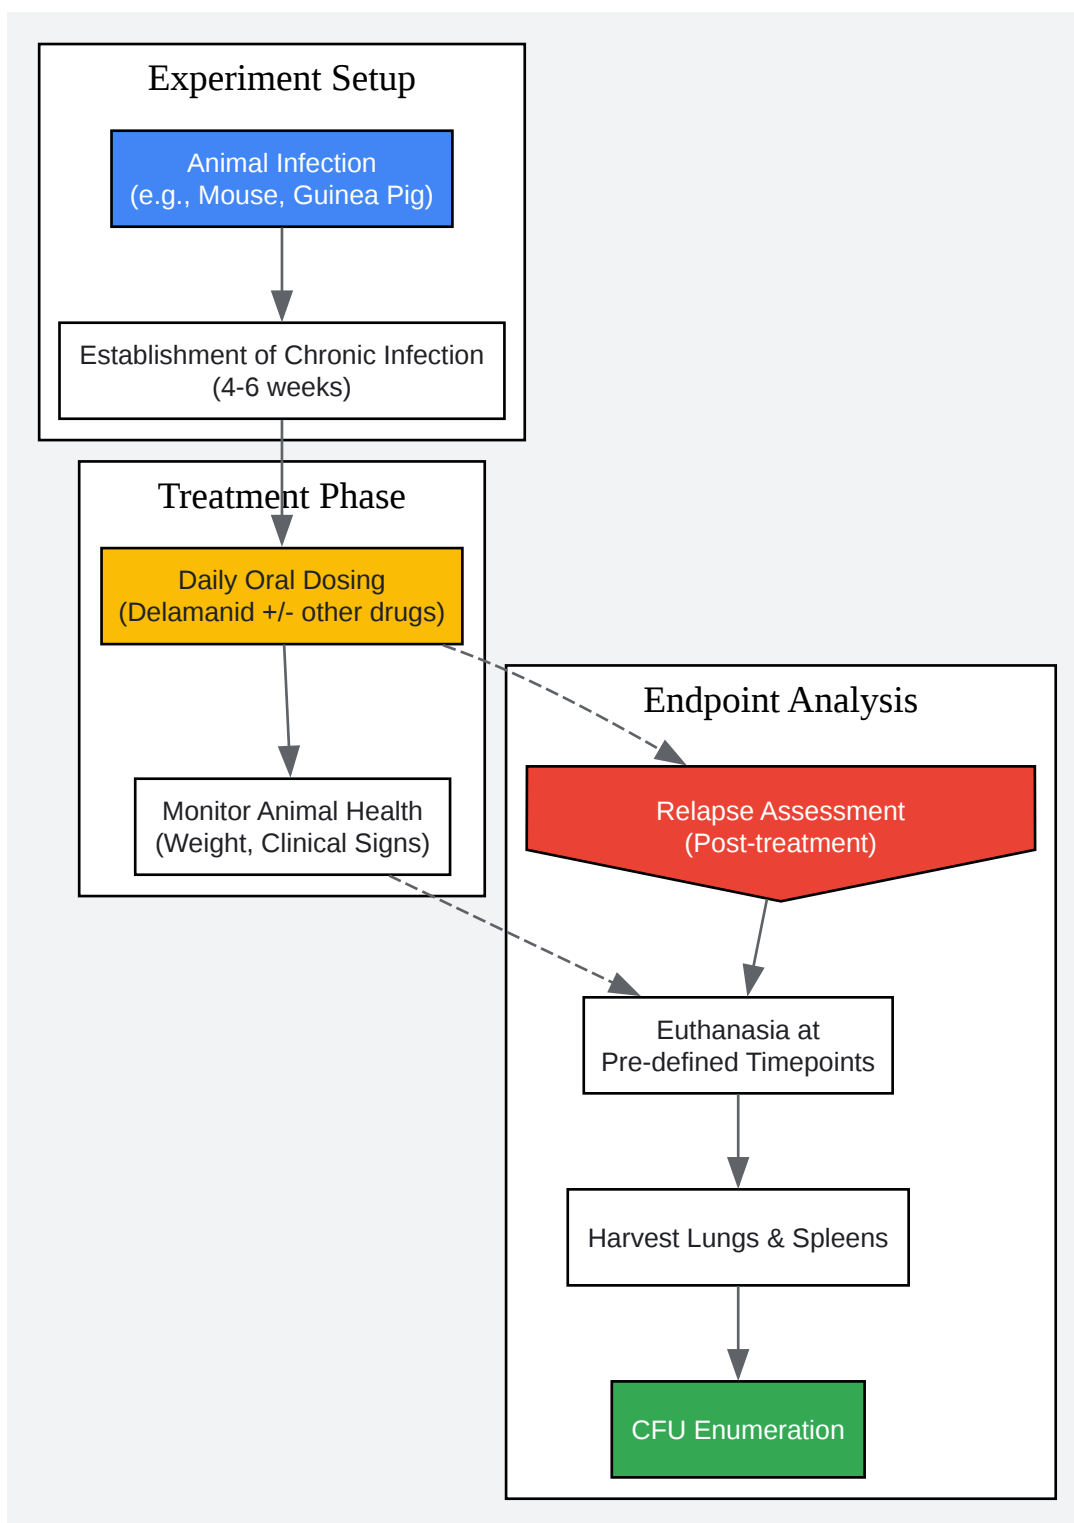 Experiment Setup
Animal Infection
(e.g., Mouse, Guinea Pig)
Establishment of Chronic Infection
(4-6 weeks)
Treatment Phase
Daily Oral Dosing
(Delamanid +/- other drugs)
Monitor Animal Health
(Weight, Clinical Signs)
Endpoint Analysis
Relapse Assessment
(Post-treatment)
Euthanasia at
Pre-defined Timepoints
Harvest Lungs & Spleens
CFU Enumeration